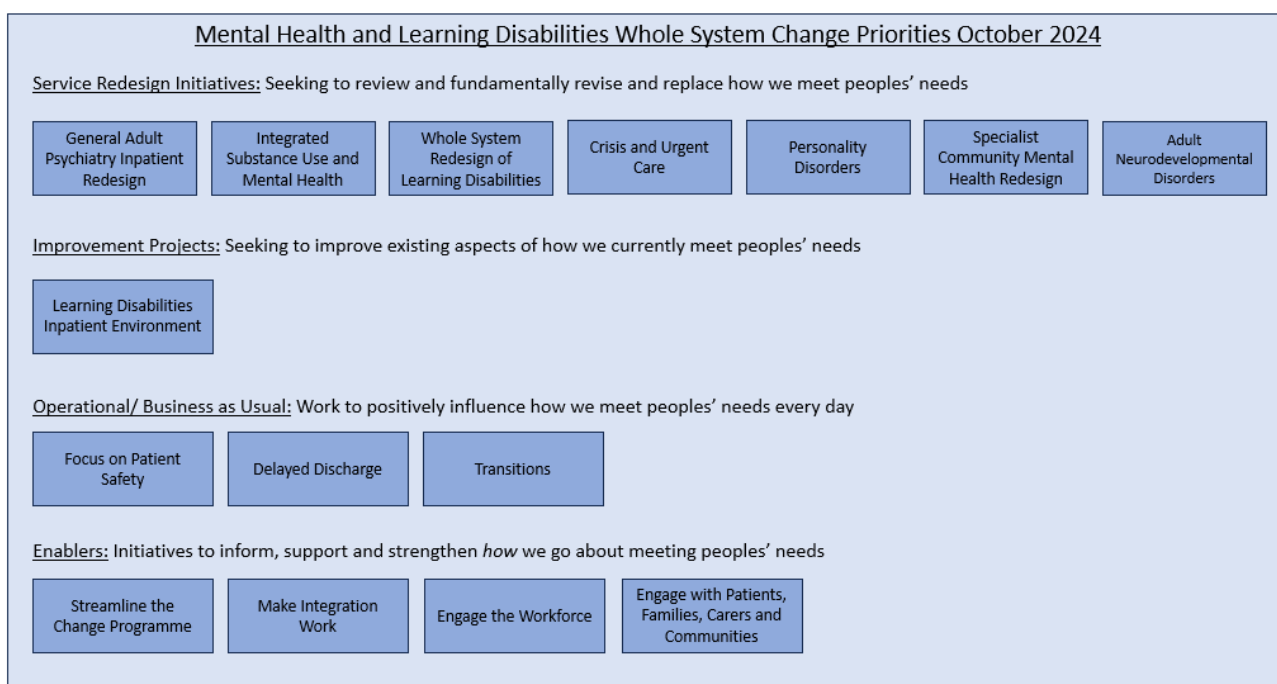 Mental Health and Learning Disabilities Whole System Change Priorities October 2024
Service Redesign Initiatives: Seeking to review and fundamentally revise and replace how we meet peoples’ needs
General Adult
Psychiatry Inpatient
Redesign
Integrated
Substance Use and
Mental Health
Whole System
Redesign of
Learning Disabilities
Crisis and Urgent
Care
Personality
Disorders
Specialist
Community Mental
Health Redesign
Adult
Neurodevelopmental
Disorders
Improvement Projects: Seeking to improve existing aspects of how we currently meet peoples’ needs
Learning Disabilities
Inpatient Environment
Operational/ Business as Usual: Work to positively influence how we meet peoples’ needs every day
Focus on Patient
Safety
Delayed Discharge
Transitions
Enablers: Initiatives to inform, support and strengthen how we go about meeting peoples’ needs
Streamline the
Change Programme
Make Integration
Work
Engage the Workforce
Engage with Patients,
Families, Carers and
Communities